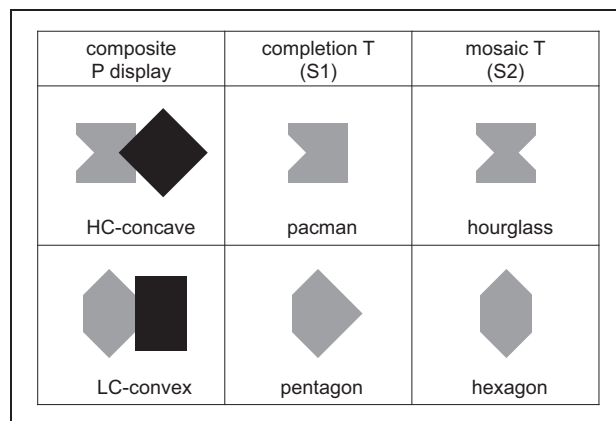 composite
P display
completion T
(S1)
mosaic T
(S2)
HC-concave
pacman
hourglass
LC-convex
pentagon
hexagon